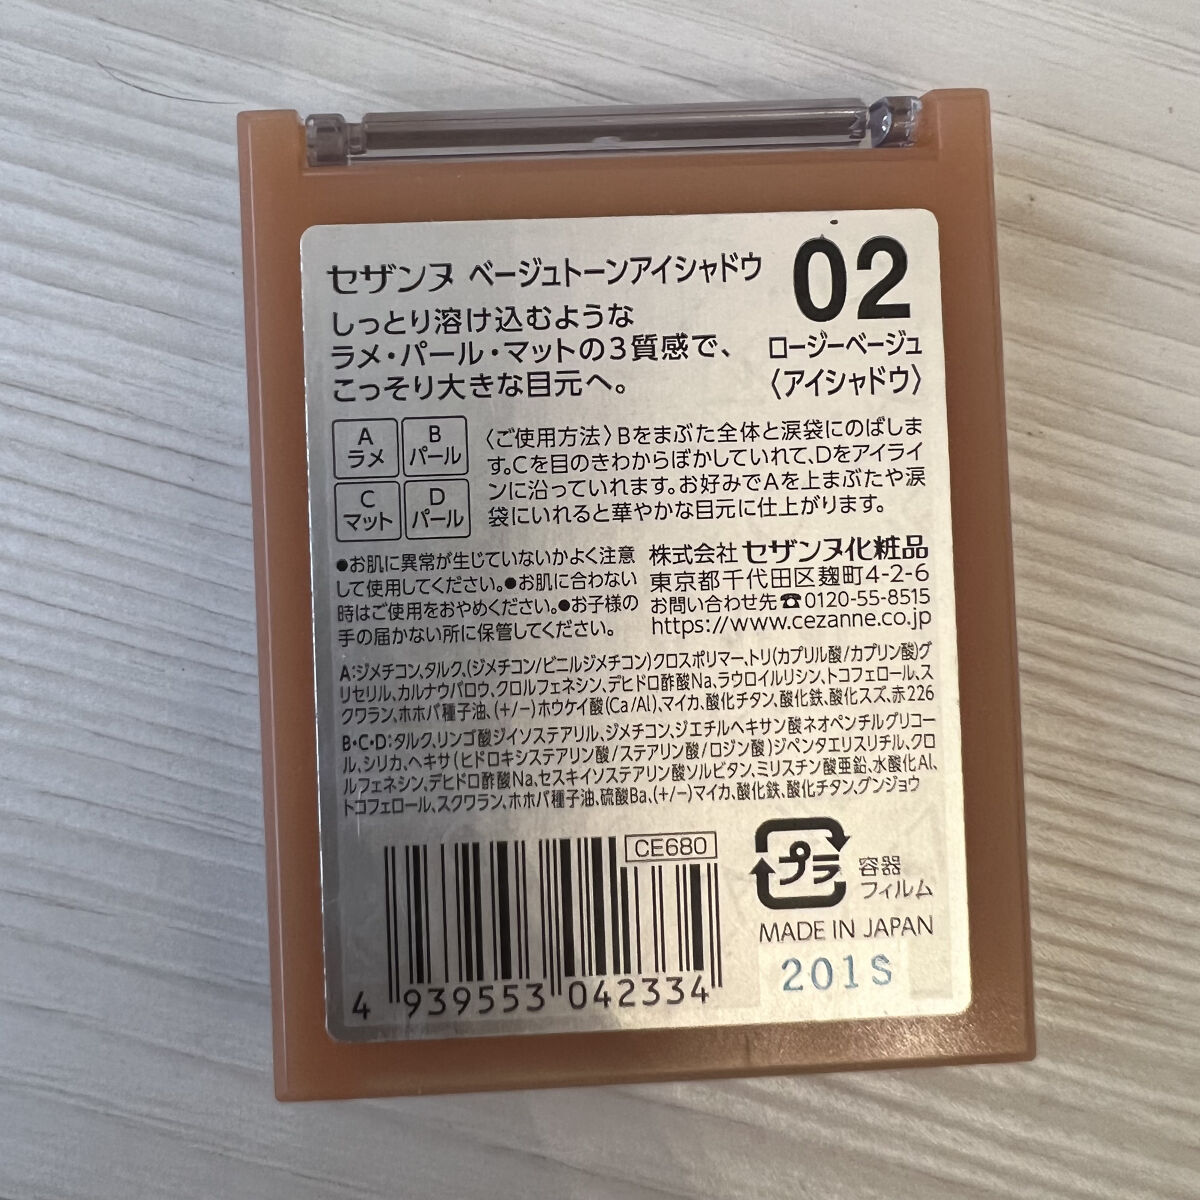 セザンヌ ベージュトーンアイシャドウ
02
しっとり溶け込むような
ラメ・パール・マットの3質感で、
こっそり大きな目元へ。
ロージーベージュ
〈アイシャドウ〉
A
ラメ
B
パール
C
マット
D
パール
〈ご使用方法〉Bをまぶた全体と涙袋にのばしま
す。Cを目のきわからぼかしていれて、Dをアイライ
ンに沿っていれます。お好みでAを上まぶたや涙
袋にいれると華やかな目元に仕上がります。
●お肌に異常が生じていないかよく注意
して使用してください。●お肌に合わない
時はご使用をおやめください。●お子様の
手の届かない所に保管してください。
株式会社 セザンヌ化粧品
東京都千代田区麹町4-2-6
お問い合わせ先☎0120-55-8515
https://www.cezanne.co.jp
A:ジメチコン、タルク、(ジメチコン/ビニルジメチコン)クロスポリマー、トリ(カプリル酸/カプリン酸)グ
リセリル、カルナウバロウ、クロルフェネシン、デヒドロ酢酸Na、ラウロイルリシン、トコフェロール、ス
クワラン、ホホバ種子油、(+/−)ホウケイ酸(Ca/Al)、マイカ、酸化チタン、酸化鉄、酸化スズ、赤226
B・C・D:タルク、リンゴ酸ジイソステアリル、ジメチコン、ジエチルヘキサン酸ネオペンチルグリコー
ル、シリカ、ヘキサ(ヒドロキシステアリン酸/ステアリン酸/ロジン酸)ジペンタエリスリチル、クロ
ルフェネシン、デヒドロ酢酸Na、セスキイソステアリン酸ソルビタン、ミリスチン酸亜鉛、水酸化Al、
トコフェロール、スクワラン、ホホバ種子油、硫酸Ba、(+/−)マイカ、酸化鉄、酸化チタン、グンジョウ
CE680
4 939553 042334
プラ
容器
フィルム
MADE IN JAPAN
201S